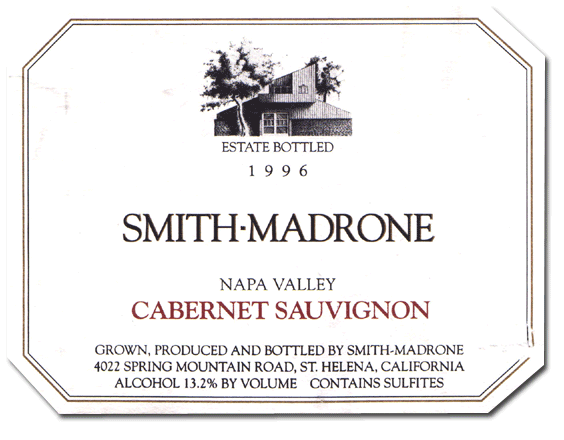 ESTATE BOTTLED
1996
SMITH·MADRONE
NAPA VALLEY
CABERNET SAUVIGNON
GROWN, PRODUCED AND BOTTLED BY SMITH-MADRONE
4022 SPRING MOUNTAIN ROAD, ST. HELENA, CALIFORNIA
ALCOHOL 13.2% BY VOLUME CONTAINS SULFITES